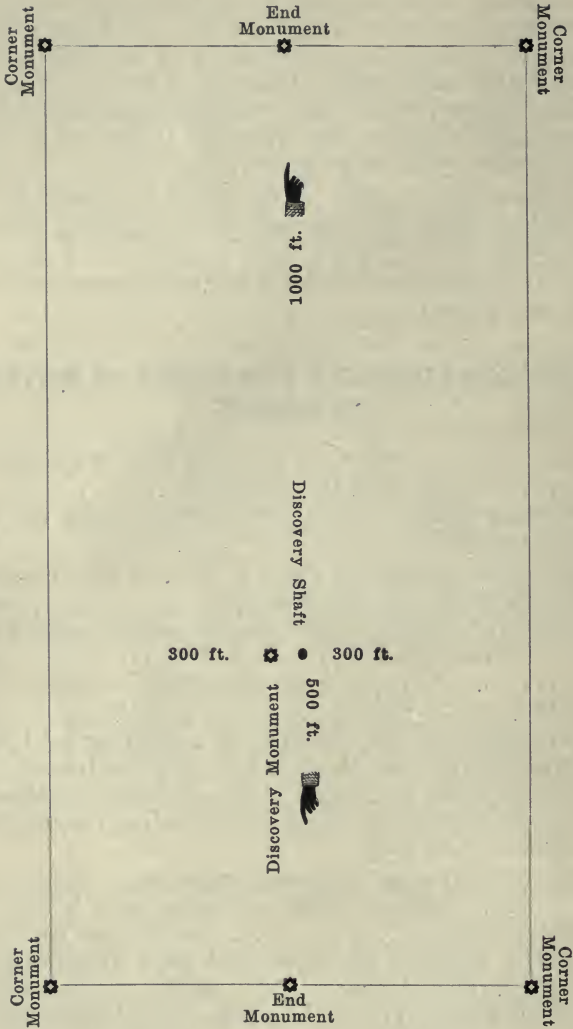 Corner
Monument
End
Monument
Corner
Monument
1000 ft.
Discovery Shaft
300 ft.
300 ft.
500 ft.
Discovery Monument
Corner
Monument
End
Monument
Corner
Monument